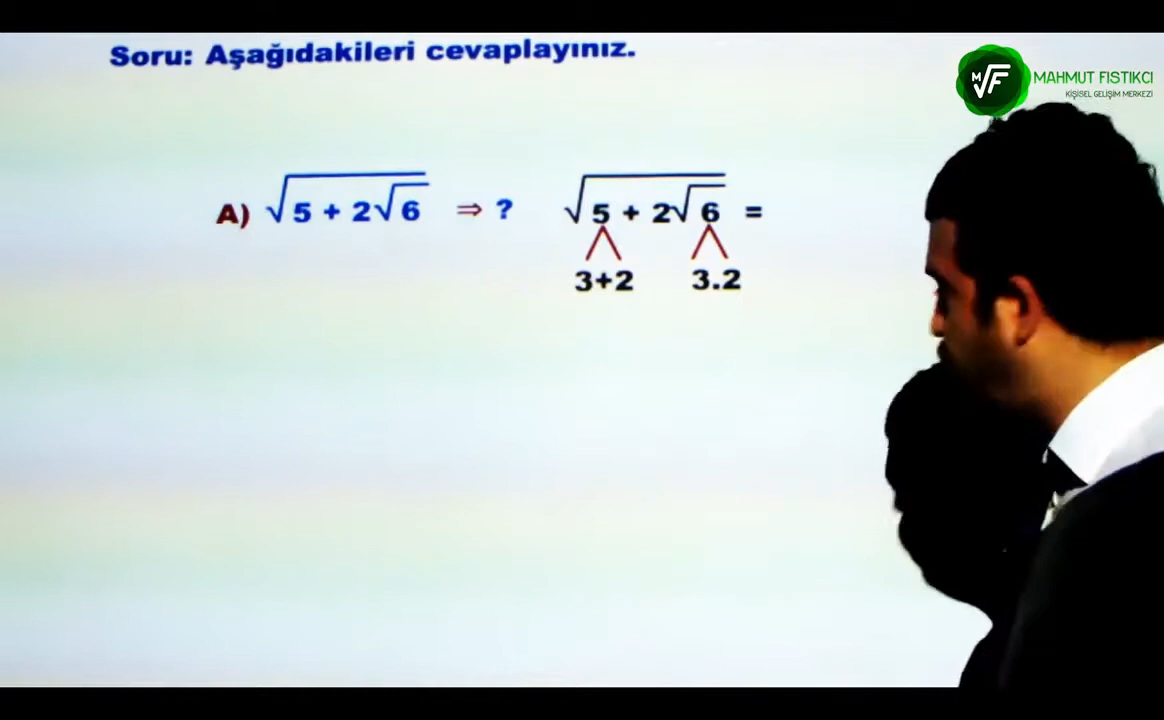 Soru: Aşağıdakileri cevaplayınız.
MAHMUT FISTIKCI
KİŞİSEL GELİŞİM MERKEZİ
A) √(5 + 2√6) ⇒ ? √(5 + 2√6) =
3+2 3.2